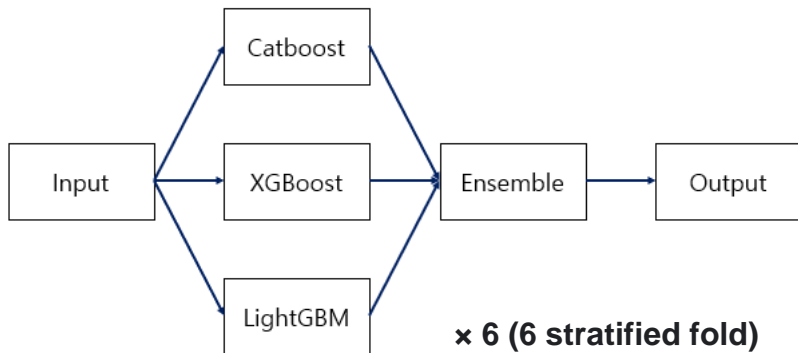 Catboost
Input
XGBoost
Ensemble
Output
LightGBM
× 6 (6 stratified fold)